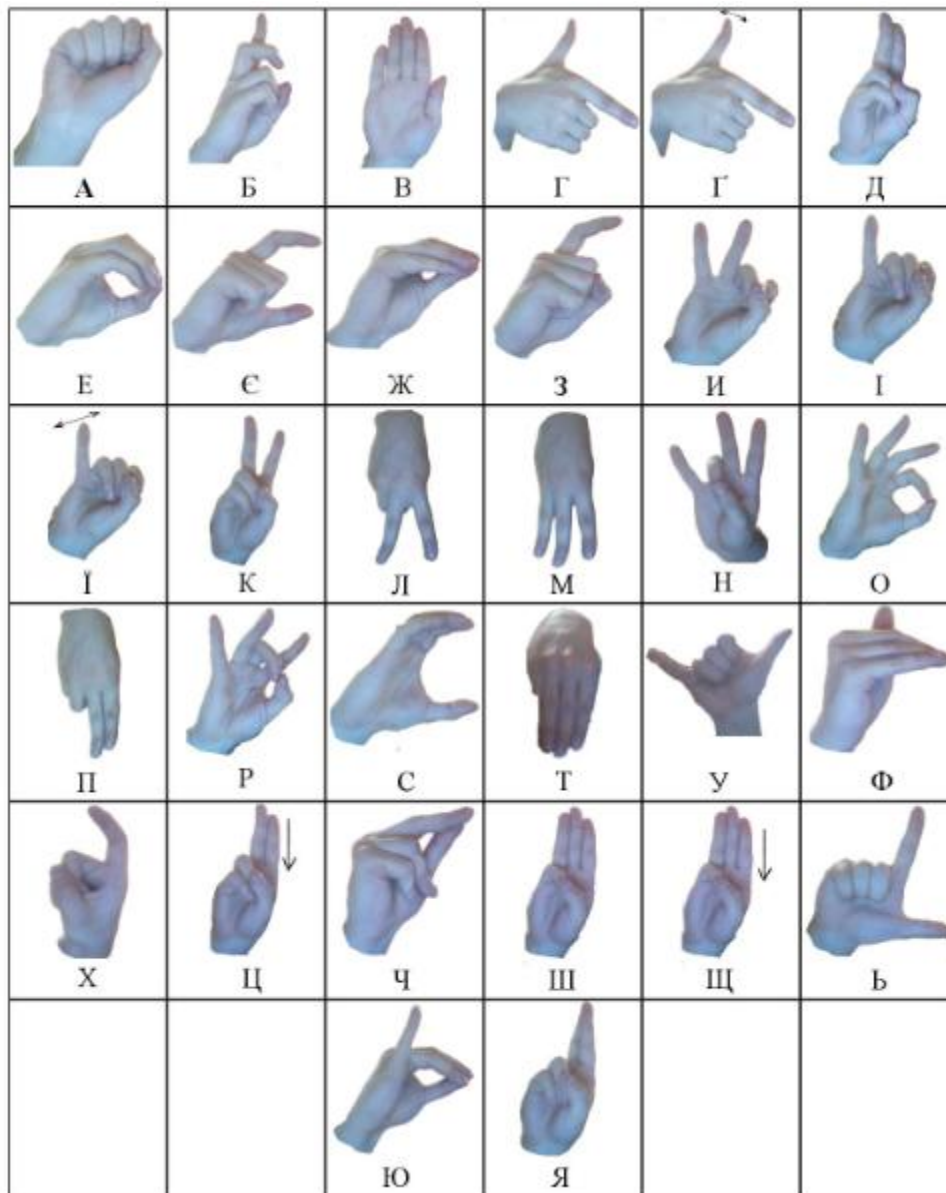 А Б В Г Ґ Д
Е Є Ж З И І
Ї К Л М Н О
П Р С Т У Ф
Х Ц Ч Ш Щ Ь
Ю Я